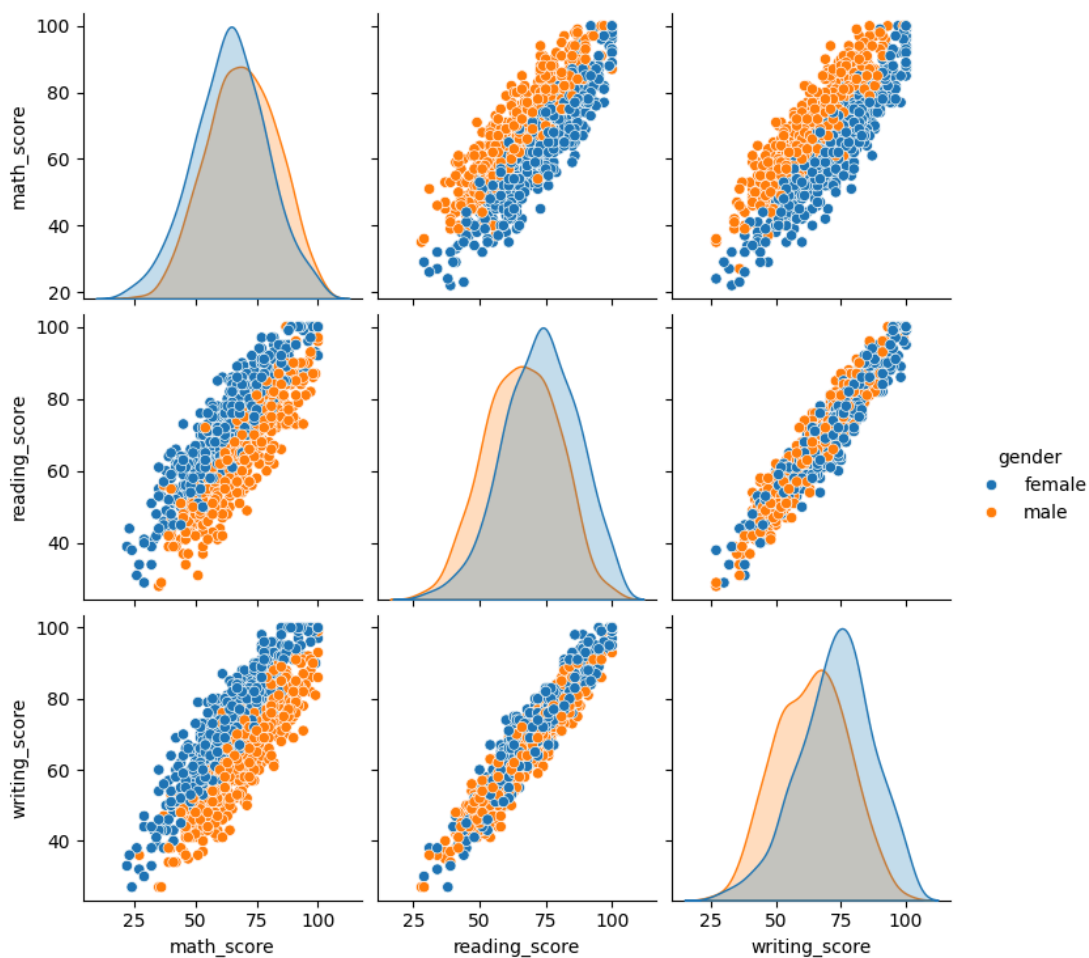 100
80
60
40
20
math_score
100
80
60
40
reading_score
gender
female
male
100
80
60
40
writing_score
25 50 75 100 25 50 75 100 25 50 75 100
math_score reading_score writing_score